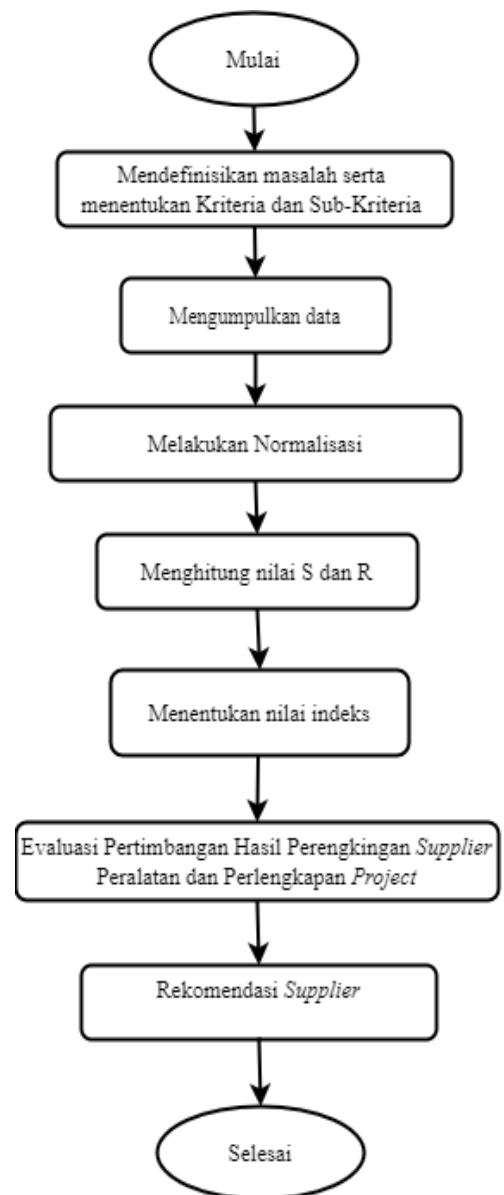 Mulai
Mendefinisikan masalah serta
menentukan Kriteria dan Sub-Kriteria
Mengumpulkan data
Melakukan Normalisasi
Menghitung nilai S dan R
Menentukan nilai indeks
Evaluasi Pertimbangan Hasil Perengkingan Supplier
Peralatan dan Perlengkapan Project
Rekomendasi Supplier
Selesai